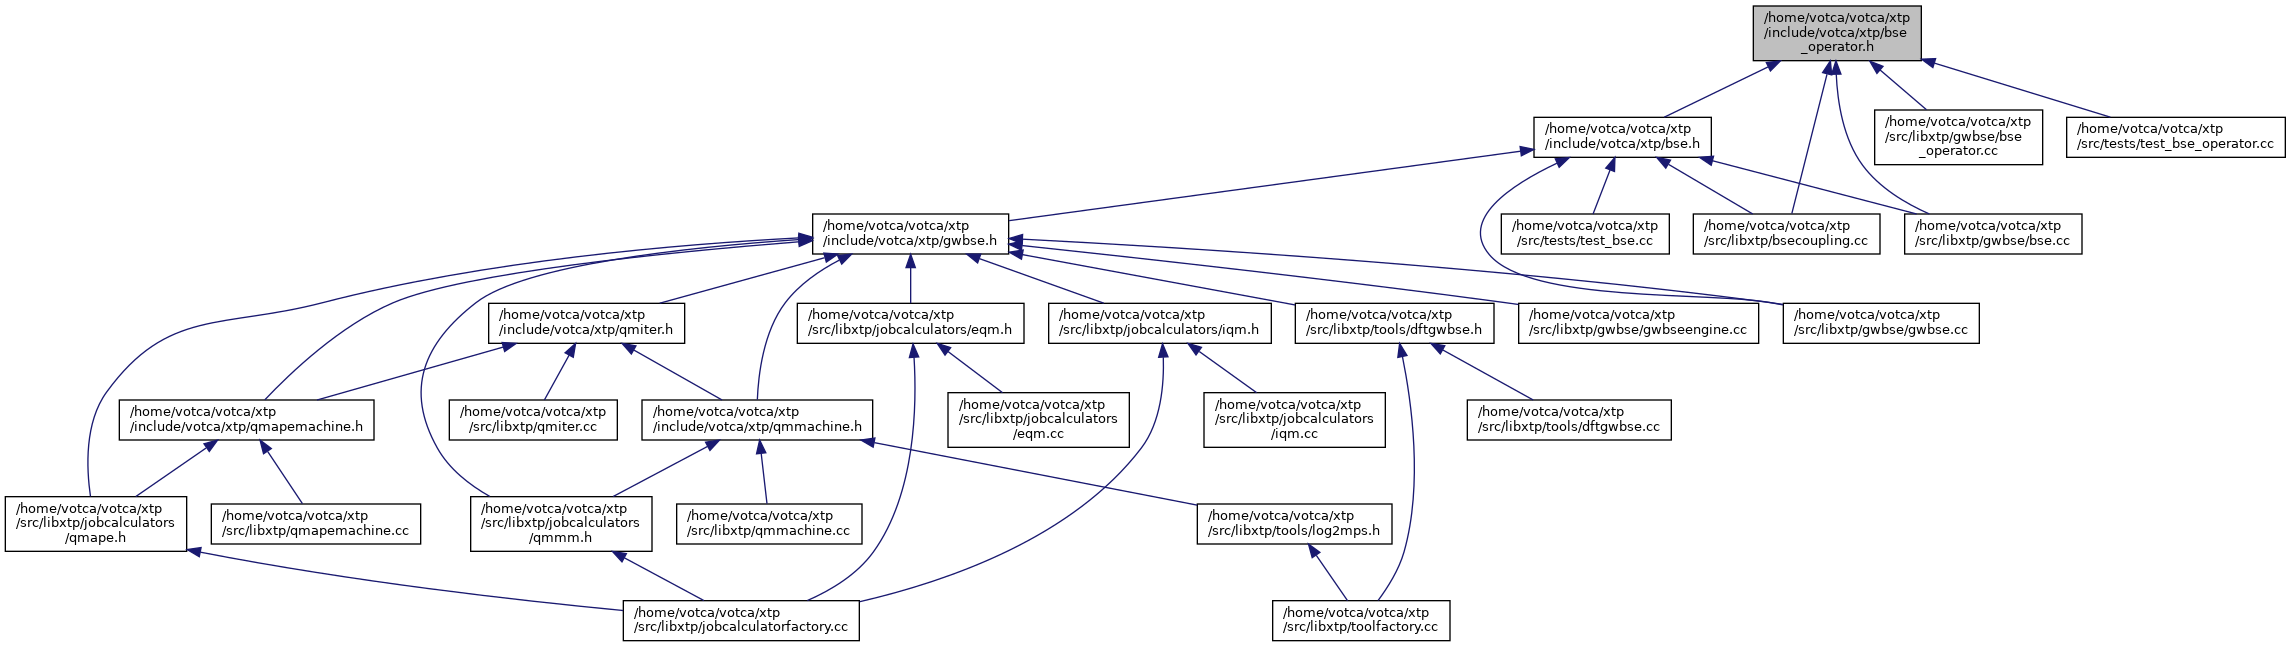 /home/votca/votca/xtp
/include/votca/xtp/bse
_operator.h
/home/votca/votca/xtp
/include/votca/xtp/bse.h
/home/votca/votca/xtp
/src/libxtp/gwbse/bse
_operator.cc
/home/votca/votca/xtp
/src/tests/test_bse_operator.cc
/home/votca/votca/xtp
/include/votca/xtp/gwbse.h
/home/votca/votca/xtp
/src/tests/test_bse.cc
/home/votca/votca/xtp
/src/libxtp/bsecoupling.cc
/home/votca/votca/xtp
/src/libxtp/gwbse/bse.cc
/home/votca/votca/xtp
/include/votca/xtp/qmiter.h
/home/votca/votca/xtp
/src/libxtp/jobcalculators/eqm.h
/home/votca/votca/xtp
/src/libxtp/jobcalculators/iqm.h
/home/votca/votca/xtp
/src/libxtp/tools/dftgwbse.h
/home/votca/votca/xtp
/src/libxtp/gwbse/gwbseengine.cc
/home/votca/votca/xtp
/src/libxtp/gwbse/gwbse.cc
/home/votca/votca/xtp
/include/votca/xtp/qmapemachine.h
/home/votca/votca/xtp
/src/libxtp/qmiter.cc
/home/votca/votca/xtp
/include/votca/xtp/qmmachine.h
/home/votca/votca/xtp
/src/libxtp/jobcalculators
/eqm.cc
/home/votca/votca/xtp
/src/libxtp/jobcalculators
/iqm.cc
/home/votca/votca/xtp
/src/libxtp/tools/dftgwbse.cc
/home/votca/votca/xtp
/src/libxtp/jobcalculators
/qmape.h
/home/votca/votca/xtp
/src/libxtp/qmapemachine.cc
/home/votca/votca/xtp
/src/libxtp/jobcalculators
/qmmm.h
/home/votca/votca/xtp
/src/libxtp/qmmachine.cc
/home/votca/votca/xtp
/src/libxtp/tools/log2mps.h
/home/votca/votca/xtp
/src/libxtp/jobcalculatorfactory.cc
/home/votca/votca/xtp
/src/libxtp/toolfactory.cc